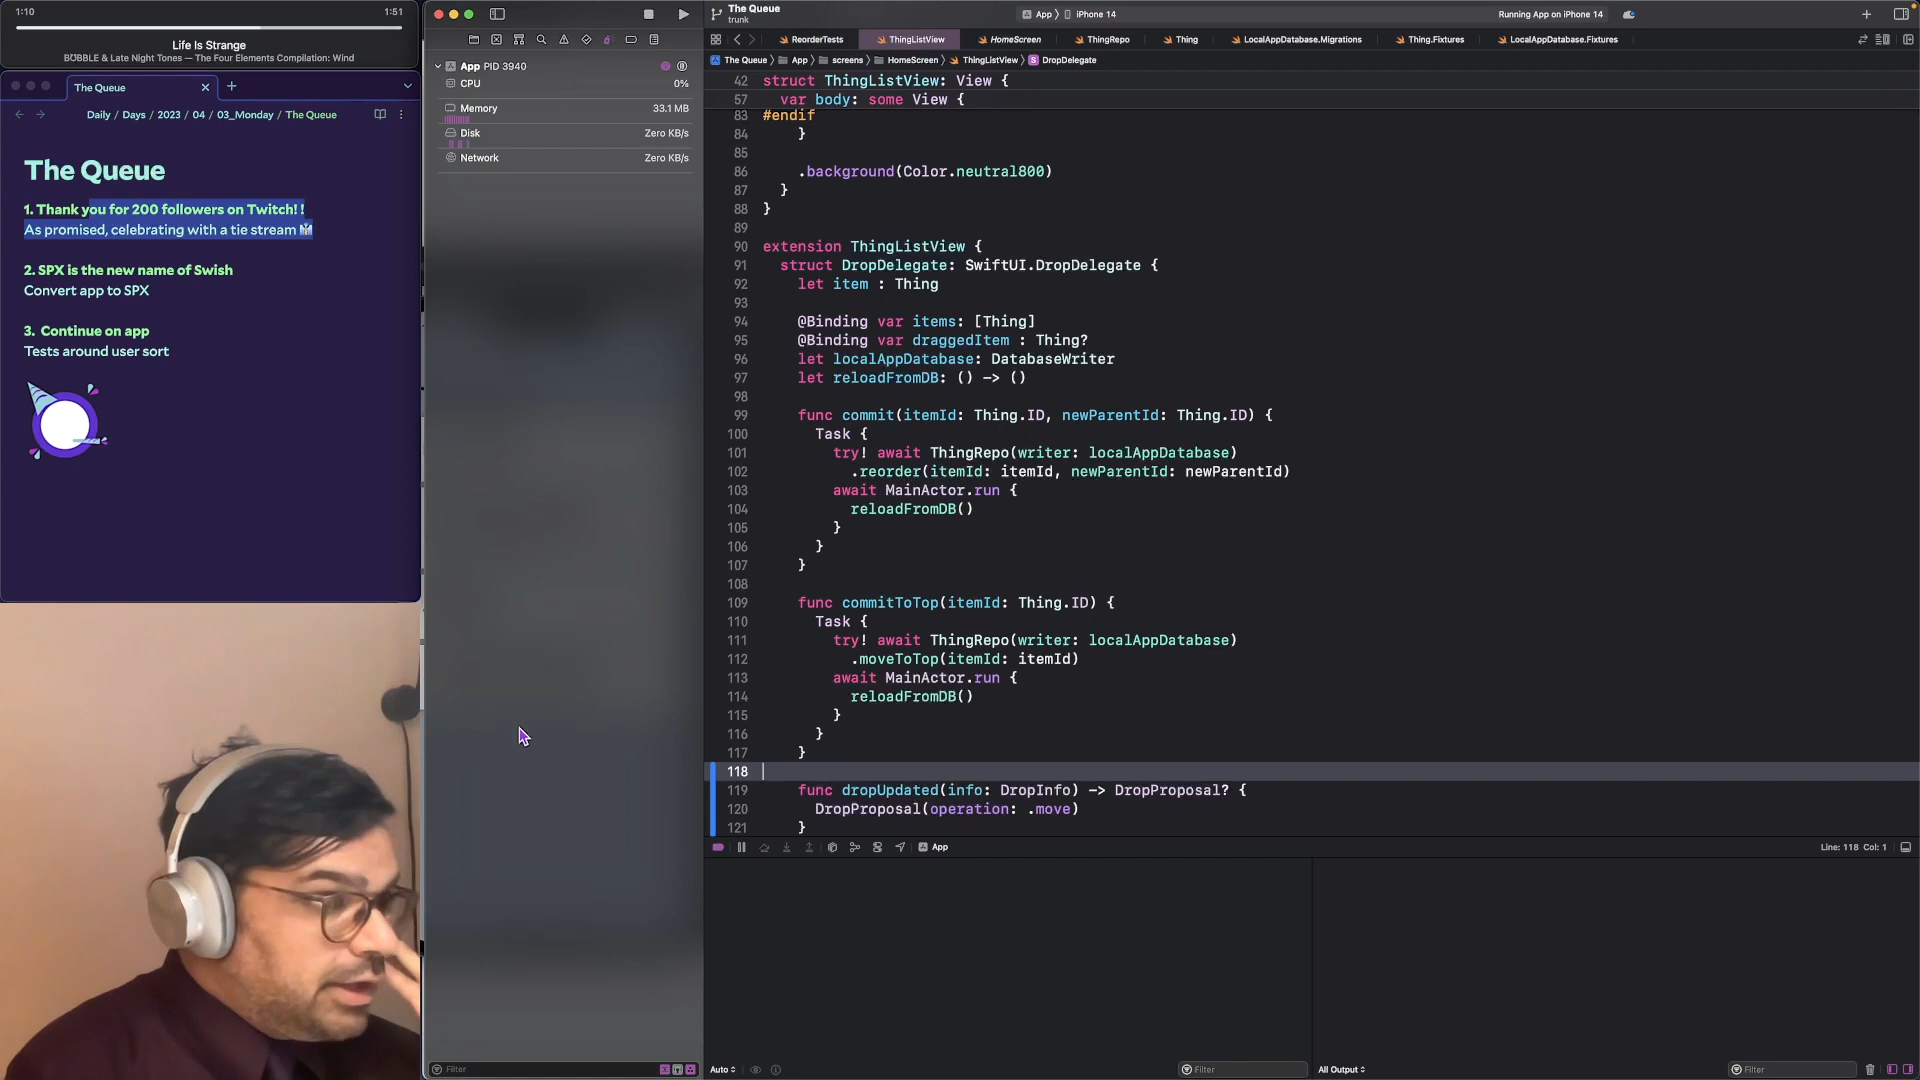 1:10
1:51
Life Is Strange
BÜBBLE & Late Night Tones — The Four Elements Compilation: Wind
The Queue
Daily / Days / 2023 / 04 / 03_Monday / The Queue
The Queue
1. Thank you for 200 followers on Twitch! !
As promised, celebrating with a tie stream
2. SPX is the new name of Swish
Convert app to SPX
3. Continue on app
Tests around user sort
App PID 3940
CPU 0%
Memory 33.1 MB
Disk Zero KB/s
Network Zero KB/s
Filter
The Queue
trunk
App 〉 iPhone 14
Running App on iPhone 14
ReorderTests
ThingListView
HomeScreen
ThingRepo
Thing
LocalAppDatabase.Migrations
Thing.Fixtures
LocalAppDatabase.Fixtures
The Queue 〉 App 〉 screens 〉 HomeScreen 〉 ThingListView 〉 S DropDelegate
42 struct ThingListView: View {
57 var body: some View {
83 #endif
84 }
85
86 .background(Color.neutral800)
87 }
88 }
89
90 extension ThingListView {
91 struct DropDelegate: SwiftUI.DropDelegate {
92 let item : Thing
93
94 @Binding var items: [Thing]
95 @Binding var draggedItem : Thing?
96 let localAppDatabase: DatabaseWriter
97 let reloadFromDB: () -> ()
98
99 func commit(itemId: Thing.ID, newParentId: Thing.ID) {
100 Task {
101 try! await ThingRepo(writer: localAppDatabase)
102 .reorder(itemId: itemId, newParentId: newParentId)
103 await MainActor.run {
104 reloadFromDB()
105 }
106 }
107 }
108
109 func commitToTop(itemId: Thing.ID) {
110 Task {
111 try! await ThingRepo(writer: localAppDatabase)
112 .moveToTop(itemId: itemId)
113 await MainActor.run {
114 reloadFromDB()
115 }
116 }
117 }
118
119 func dropUpdated(info: DropInfo) -> DropProposal? {
120 DropProposal(operation: .move)
121 }
App
Line: 118 Col: 1
Auto
Filter
All Output
Filter